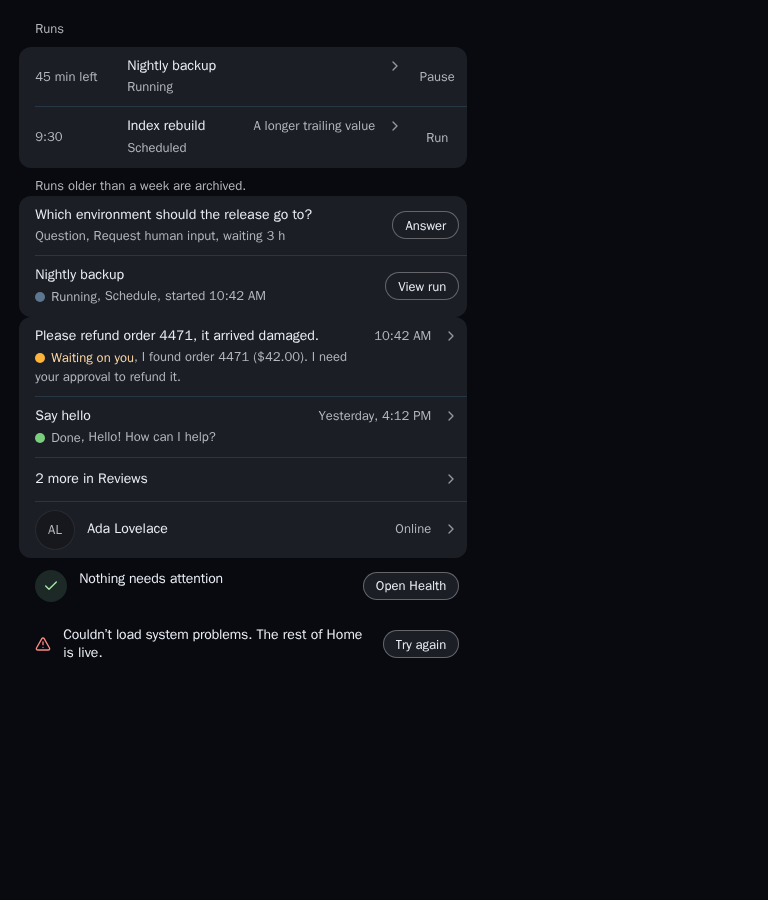 Runs
45 min left
Nightly backup
Running
Pause
9:30
Index rebuild
A longer trailing value
Scheduled
Run
Runs older than a week are archived.
Which environment should the release go to?
Question, Request human input, waiting 3 h
Answer
Nightly backup
Running, Schedule, started 10:42 AM
View run
Please refund order 4471, it arrived damaged.
10:42 AM
Waiting on you, I found order 4471 ($42.00). I need
your approval to refund it.
Say hello
Yesterday, 4:12 PM
Done, Hello! How can I help?
2 more in Reviews
AL
Ada Lovelace
Online
Nothing needs attention
Open Health
Couldn’t load system problems. The rest of Home
is live.
Try again